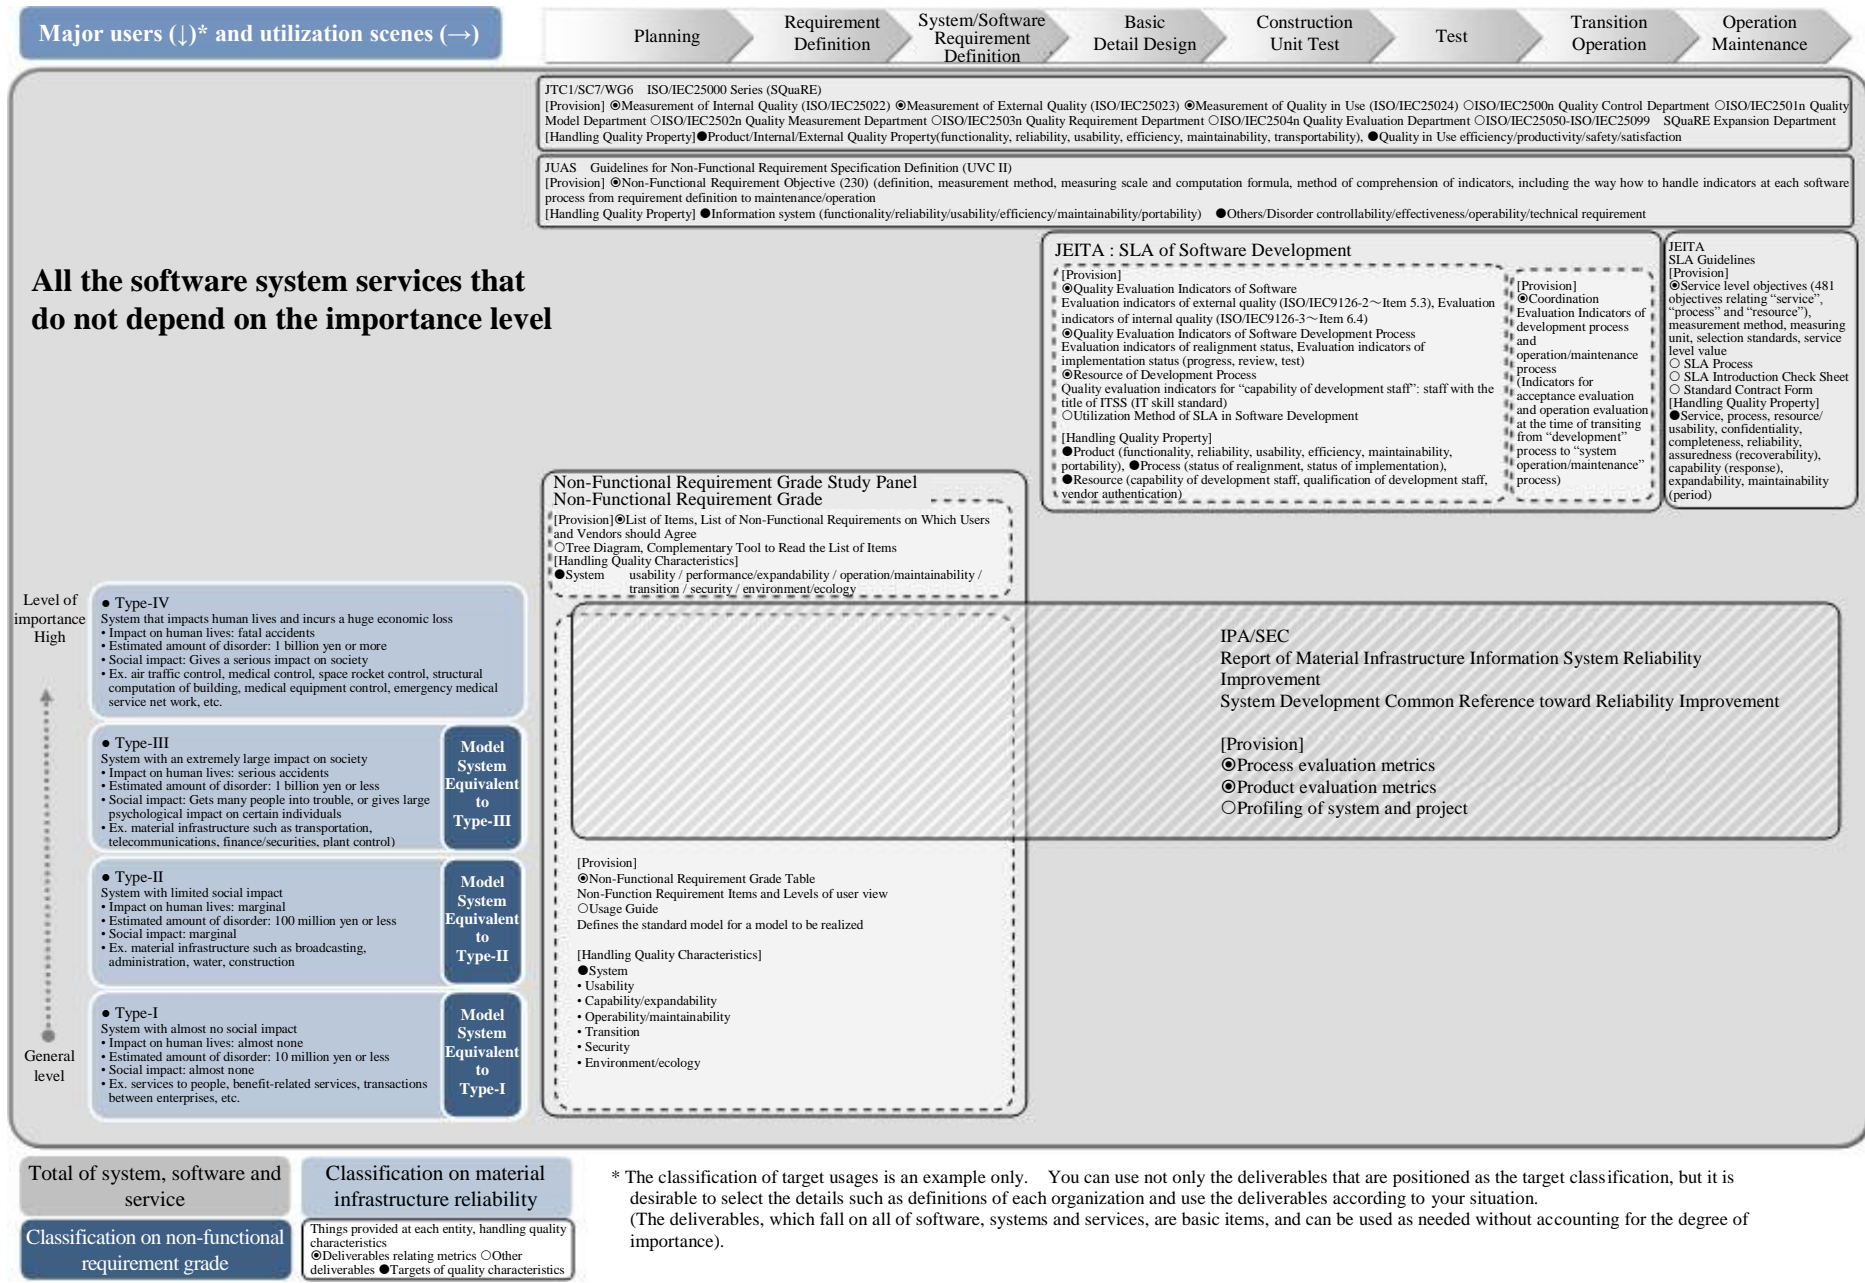 Major users (↓)* and utilization scenes (→)
Planning
Requirement
Definition
System/Software
Requirement
Definition
Basic
Detail Design
Construction
Unit Test
Test
Transition
Operation
Operation
Maintenance
JTC1/SC7/WG6 ISO/IEC25000 Series (SQuaRE)
[Provision] ◉Measurement of Internal Quality (ISO/IEC25022) ◉Measurement of External Quality (ISO/IEC25023) ◉Measurement of Quality in Use (ISO/IEC25024) ○ISO/IEC2500n Quality Control Department ○ISO/IEC2501n Quality
Model Department ○ISO/IEC2502n Quality Measurement Department ○ISO/IEC2503n Quality Requirement Department ○ISO/IEC2504n Quality Evaluation Department ○ISO/IEC25050-ISO/IEC25099 SQuaRE Expansion Department
[Handling Quality Property]●Product/Internal/External Quality Property(functionality, reliability, usability, efficiency, maintainability, transportability), ●Quality in Use efficiency/productivity/safety/satisfaction
JUAS Guidelines for Non-Functional Requirement Specification Definition (UVC II)
[Provision] ◉Non-Functional Requirement Objective (230) (definition, measurement method, measuring scale and computation formula, method of comprehension of indicators, including the way how to handle indicators at each software
process from requirement definition to maintenance/operation
[Handling Quality Property] ●Information system (functionality/reliability/usability/efficiency/maintainability/portability) ●Others/Disorder controllability/effectiveness/operability/technical requirement
All the software system services that
do not depend on the importance level
JEITA : SLA of Software Development
[Provision]
◉Quality Evaluation Indicators of Software
Evaluation indicators of external quality (ISO/IEC9126-2～Item 5.3), Evaluation
indicators of internal quality (ISO/IEC9126-3～Item 6.4)
◉Quality Evaluation Indicators of Software Development Process
Evaluation indicators of realignment status, Evaluation indicators of
implementation status (progress, review, test)
◉Resource of Development Process
Quality evaluation indicators for “capability of development staff”: staff with the
title of ITSS (IT skill standard)
○Utilization Method of SLA in Software Development
[Handling Quality Property]
●Product (functionality, reliability, usability, efficiency, maintainability,
portability), ●Process (status of realignment, status of implementation),
●Resource (capability of development staff, qualification of development staff,
vendor authentication)
[Provision]
◉Coordination
Evaluation Indicators of
development process
and
operation/maintenance
process
(Indicators for
acceptance evaluation
and operation evaluation
at the time of transiting
from “development”
process to “system
operation/maintenance”
process)
JEITA
SLA Guidelines
[Provision]
◉Service level objectives (481
objectives relating “service”,
“process” and “resource”),
measurement method, measuring
unit, selection standards, service
level value
○ SLA Process
○ SLA Introduction Check Sheet
○ Standard Contract Form
[Handling Quality Property]
●Service, process, resource/
usability, confidentiality,
completeness, reliability,
assuredness (recoverability),
capability (response),
expandability, maintainability
(period)
Non-Functional Requirement Grade Study Panel
Non-Functional Requirement Grade
[Provision]◉List of Items, List of Non-Functional Requirements on Which Users
and Vendors should Agree
○Tree Diagram, Complementary Tool to Read the List of Items
[Handling Quality Characteristics]
●System usability / performance/expandability / operation/maintainability /
transition / security / environment/ecology
Level of
importance
High
● Type-IV
System that impacts human lives and incurs a huge economic loss
• Impact on human lives: fatal accidents
• Estimated amount of disorder: 1 billion yen or more
• Social impact: Gives a serious impact on society
• Ex. air traffic control, medical control, space rocket control, structural
computation of building, medical equipment control, emergency medical
service net work, etc.
● Type-III
System with an extremely large impact on society
• Impact on human lives: serious accidents
• Estimated amount of disorder: 1 billion yen or less
• Social impact: Gets many people into trouble, or gives large
psychological impact on certain individuals
• Ex. material infrastructure such as transportation,
telecommunications, finance/securities, plant control)
Model
System
Equivalent
to
Type-III
● Type-II
System with limited social impact
• Impact on human lives: marginal
• Estimated amount of disorder: 100 million yen or less
• Social impact: marginal
• Ex. material infrastructure such as broadcasting,
administration, water, construction
Model
System
Equivalent
to
Type-II
● Type-I
System with almost no social impact
• Impact on human lives: almost none
• Estimated amount of disorder: 10 million yen or less
• Social impact: almost none
• Ex. services to people, benefit-related services, transactions
between enterprises, etc.
Model
System
Equivalent
to
Type-I
General
level
IPA/SEC
Report of Material Infrastructure Information System Reliability
Improvement
System Development Common Reference toward Reliability Improvement
[Provision]
◉Process evaluation metrics
◉Product evaluation metrics
○Profiling of system and project
[Provision]
◉Non-Functional Requirement Grade Table
Non-Function Requirement Items and Levels of user view
○Usage Guide
Defines the standard model for a model to be realized
[Handling Quality Characteristics]
●System
• Usability
• Capability/expandability
• Operability/maintainability
• Transition
• Security
• Environment/ecology
Total of system, software and
service
Classification on material
infrastructure reliability
Classification on non-functional
requirement grade
Things provided at each entity, handling quality
characteristics
◉Deliverables relating metrics ○Other
deliverables ●Targets of quality characteristics
* The classification of target usages is an example only. You can use not only the deliverables that are positioned as the target classification, but it is
desirable to select the details such as definitions of each organization and use the deliverables according to your situation.
(The deliverables, which fall on all of software, systems and services, are basic items, and can be used as needed without accounting for the degree of
importance).